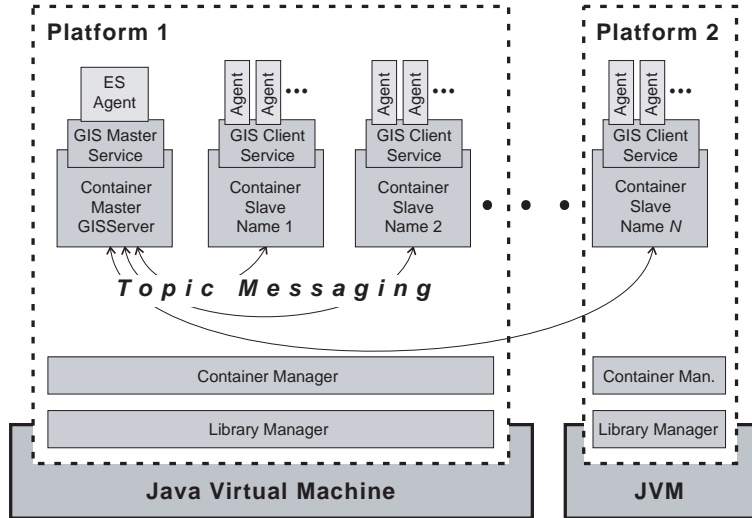 Platform 1
Platform 2
ES
Agent
Agent
Agent
Agent
Agent
Agent
Agent
GIS Master
Service
GIS Client
Service
GIS Client
Service
GIS Client
Service
Container
Master
GISServer
Container
Slave
Name 1
Container
Slave
Name 2
Container
Slave
Name N
Topic Messaging
Container Manager
Container Man.
Library Manager
Library Manager
Java Virtual Machine
JVM